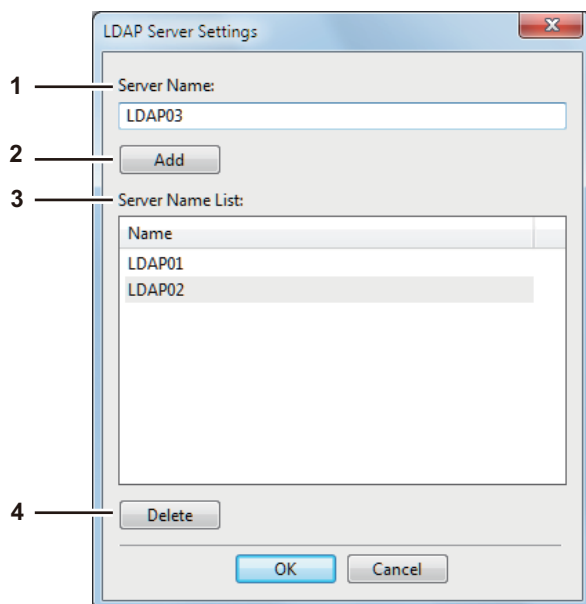 LDAP Server Settings
1 Server Name:
LDAP03
2 Add
3 Server Name List:
Name
LDAP01
LDAP02
4 Delete
OK Cancel